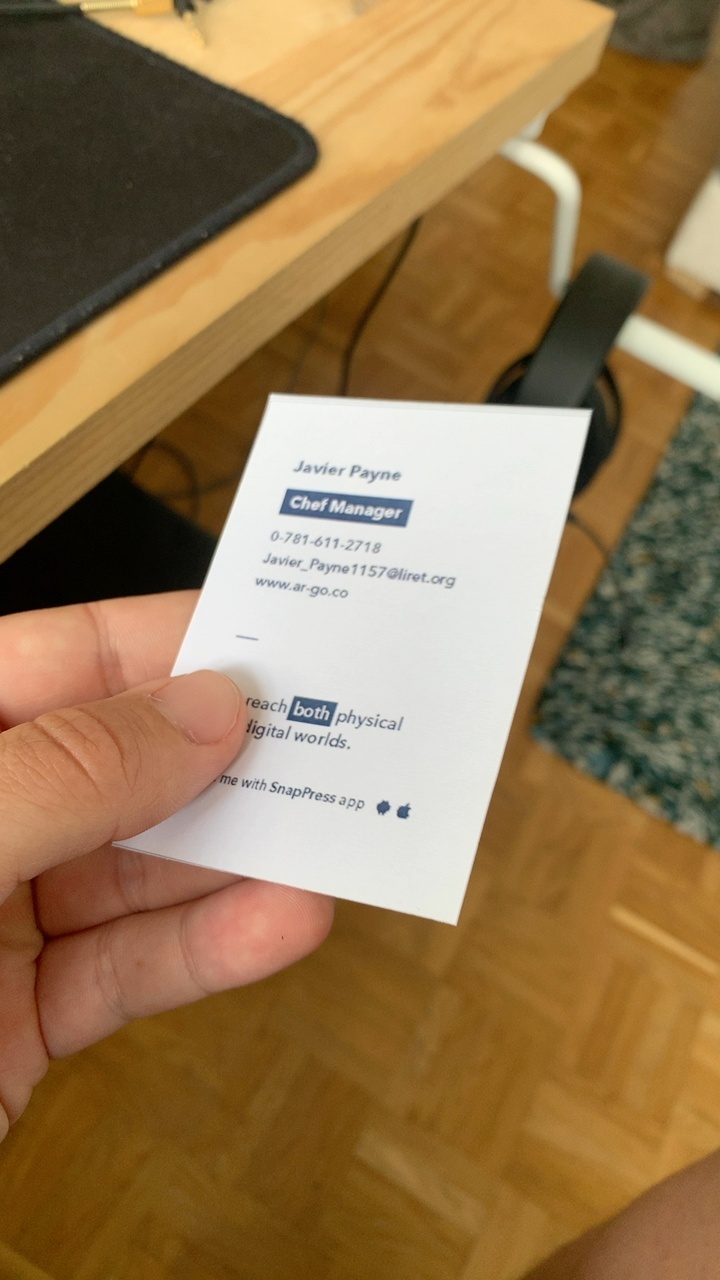 Javier Payne
Chef Manager
0-781-611-2718
Javier_Payne1157@liret.org
www.ar-go.co
reach both physical
digital worlds.
me with SnapPress app